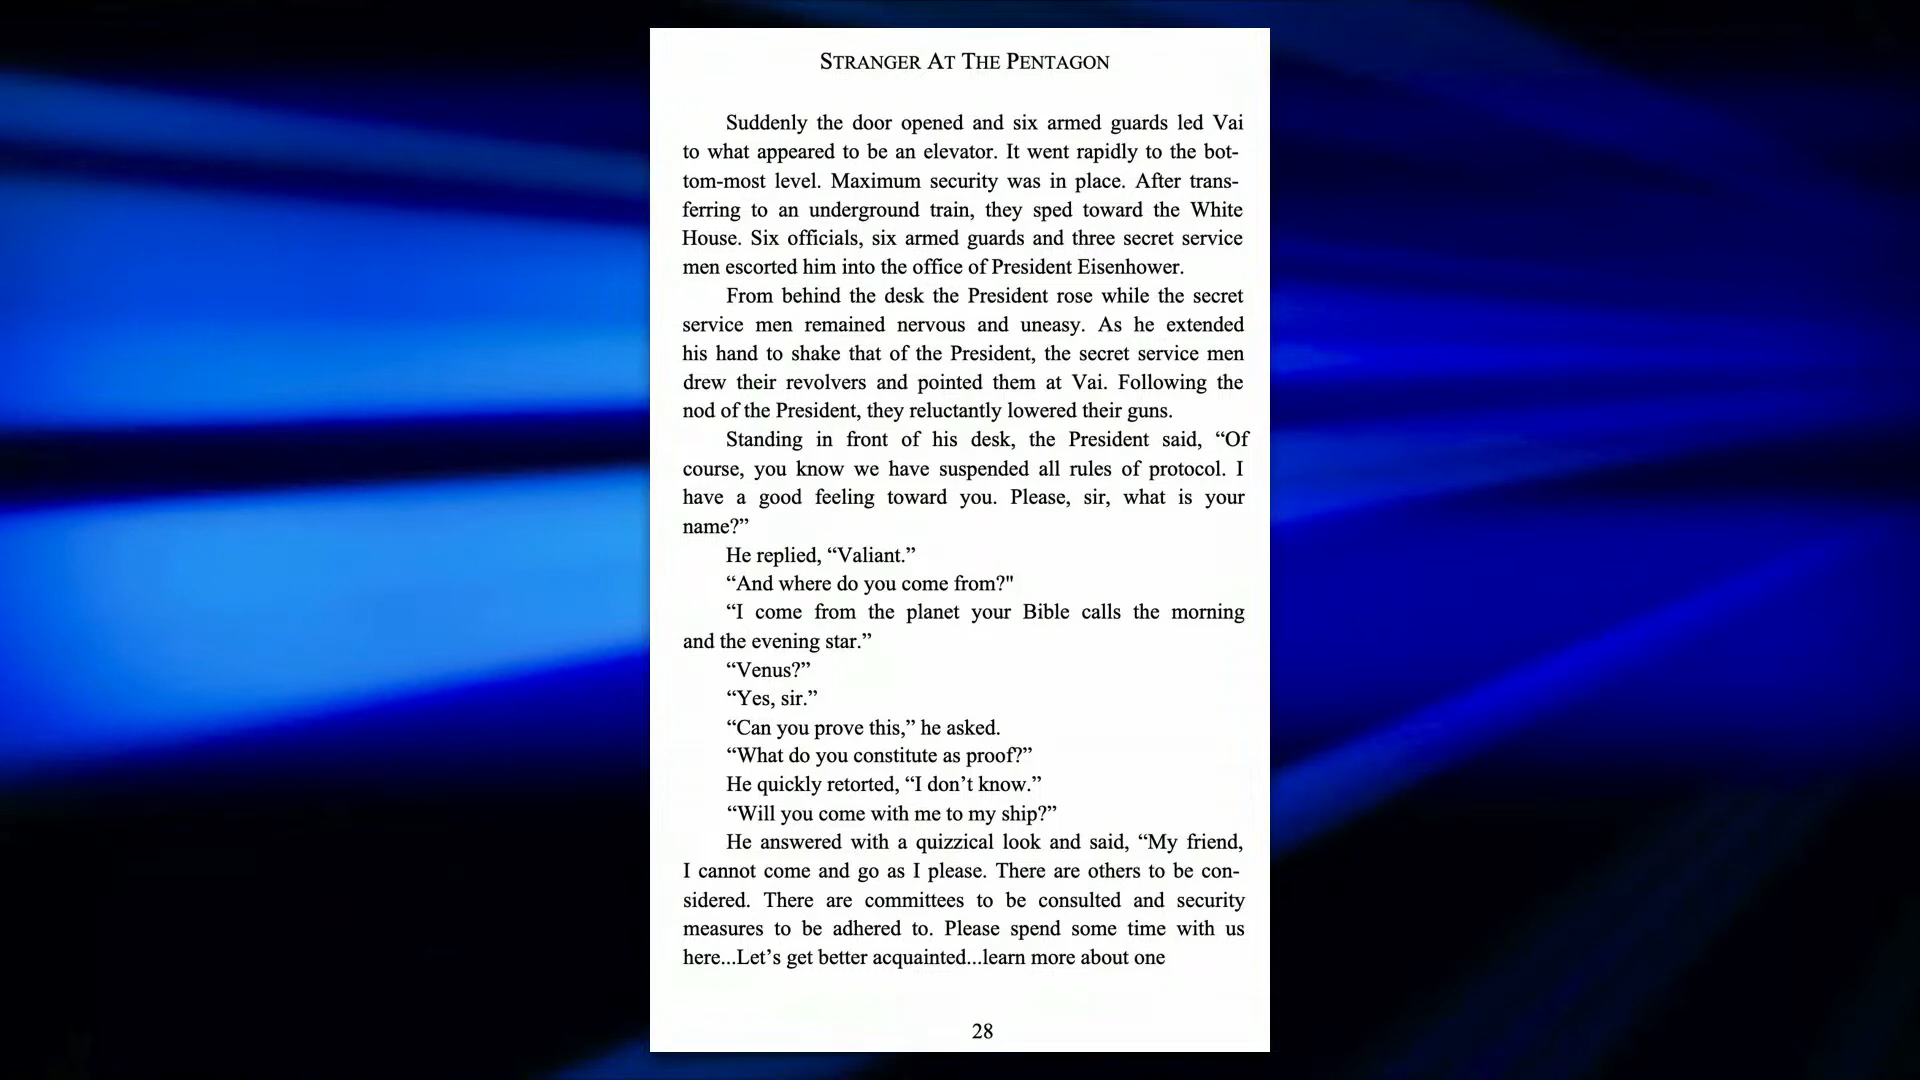 STRANGER AT THE PENTAGON
Suddenly the door opened and six armed guards led Vai
to what appeared to be an elevator. It went rapidly to the bot-
tom-most level. Maximum security was in place. After trans-
ferring to an underground train, they sped toward the White
House. Six officials, six armed guards and three secret service
men escorted him into the office of President Eisenhower.
From behind the desk the President rose while the secret
service men remained nervous and uneasy. As he extended
his hand to shake that of the President, the secret service men
drew their revolvers and pointed them at Vai. Following the
nod of the President, they reluctantly lowered their guns.
Standing in front of his desk, the President said, “Of
course, you know we have suspended all rules of protocol. I
have a good feeling toward you. Please, sir, what is your
name?”
He replied, “Valiant.”
“And where do you come from?"
“I come from the planet your Bible calls the morning
and the evening star.”
“Venus?”
“Yes, sir.”
“Can you prove this,” he asked.
“What do you constitute as proof?”
He quickly retorted, “I don’t know.”
“Will you come with me to my ship?”
He answered with a quizzical look and said, “My friend,
I cannot come and go as I please. There are others to be con-
sidered. There are committees to be consulted and security
measures to be adhered to. Please spend some time with us
here...Let’s get better acquainted...learn more about one
28